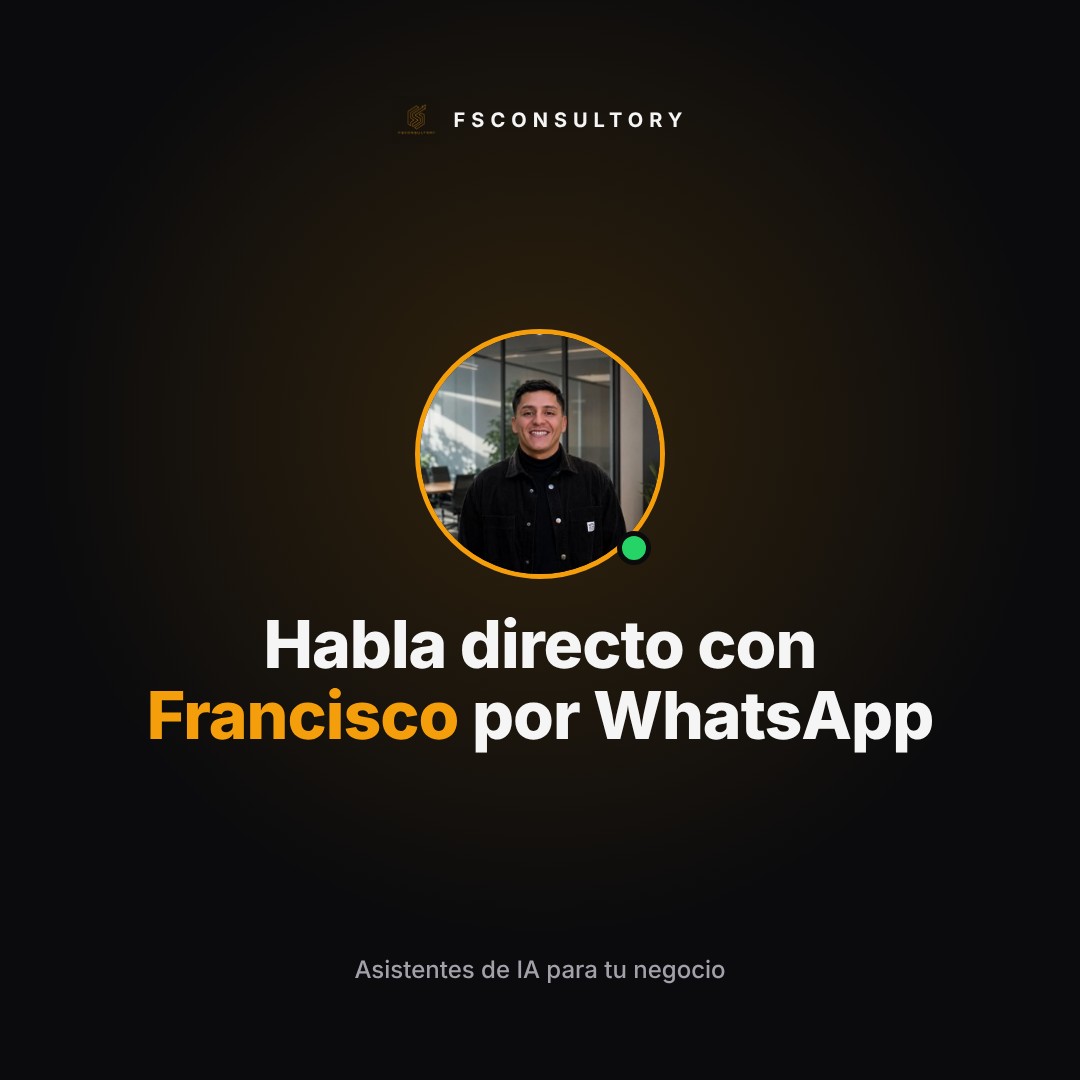 FSCONSULTORY
Habla directo con
Francisco por WhatsApp
Asistentes de IA para tu negocio